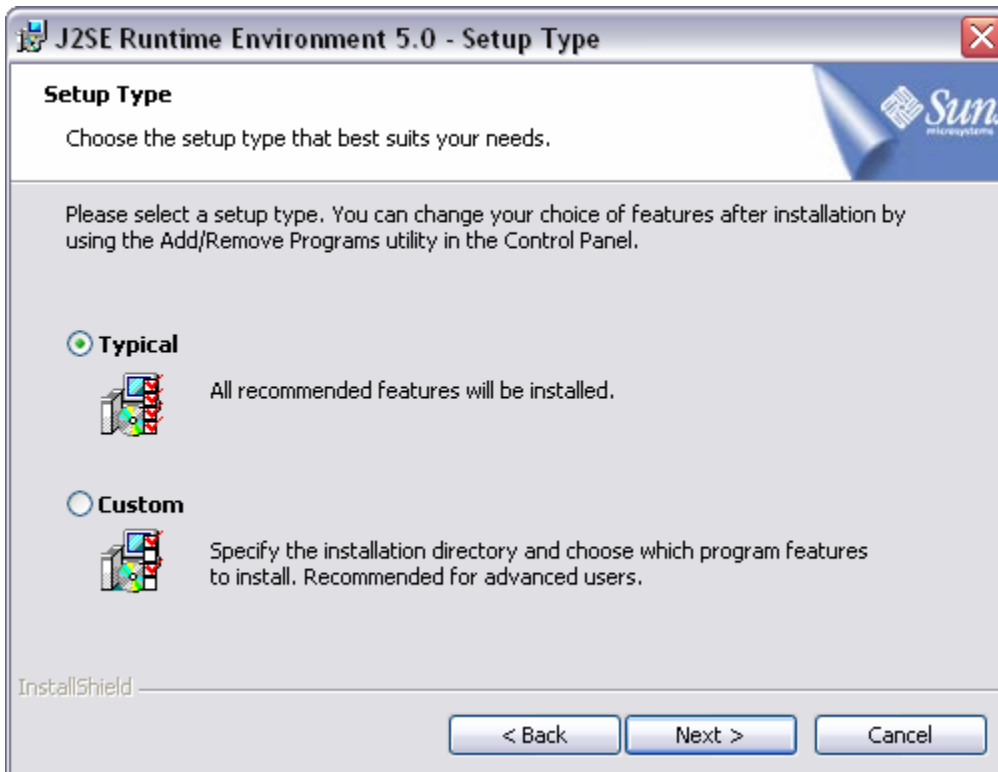 J2SE Runtime Environment 5.0 - Setup Type
Setup Type
Choose the setup type that best suits your needs.
Sun
microsystems
Please select a setup type. You can change your choice of features after installation by
using the Add/Remove Programs utility in the Control Panel.
Typical
All recommended features will be installed.
Custom
Specify the installation directory and choose which program features
to install. Recommended for advanced users.
InstallShield
< Back
Next >
Cancel